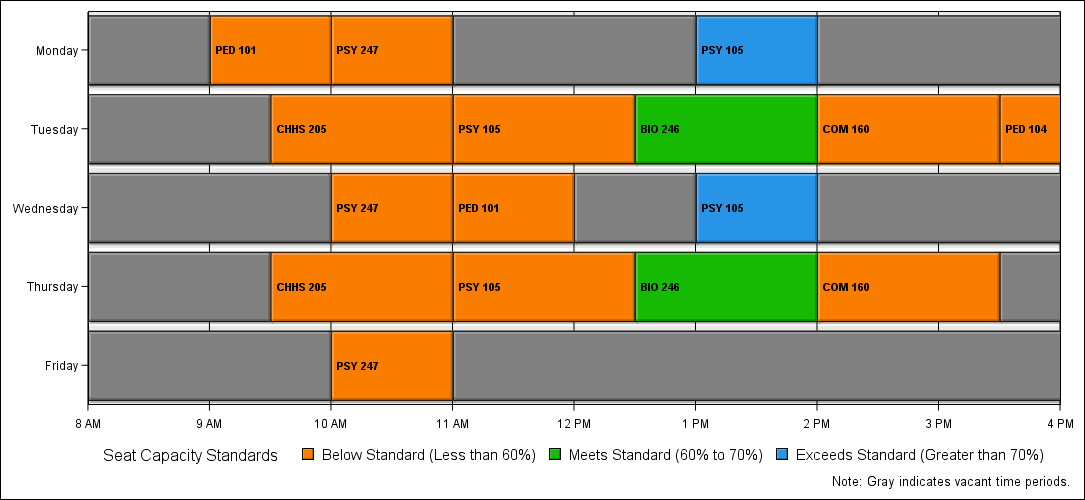 Monday PED 101 PSY 247 PSY 105
Tuesday CHHS 205 PSY 105 BIO 246 COM 160 PED 104
Wednesday PSY 247 PED 101 PSY 105
Thursday CHHS 205 PSY 105 BIO 246 COM 160
Friday PSY 247
8 AM 9 AM 10 AM 11 AM 12 PM 1 PM 2 PM 3 PM 4 PM
Seat Capacity Standards Below Standard (Less than 60%) Meets Standard (60% to 70%) Exceeds Standard (Greater than 70%)
Note: Gray indicates vacant time periods.